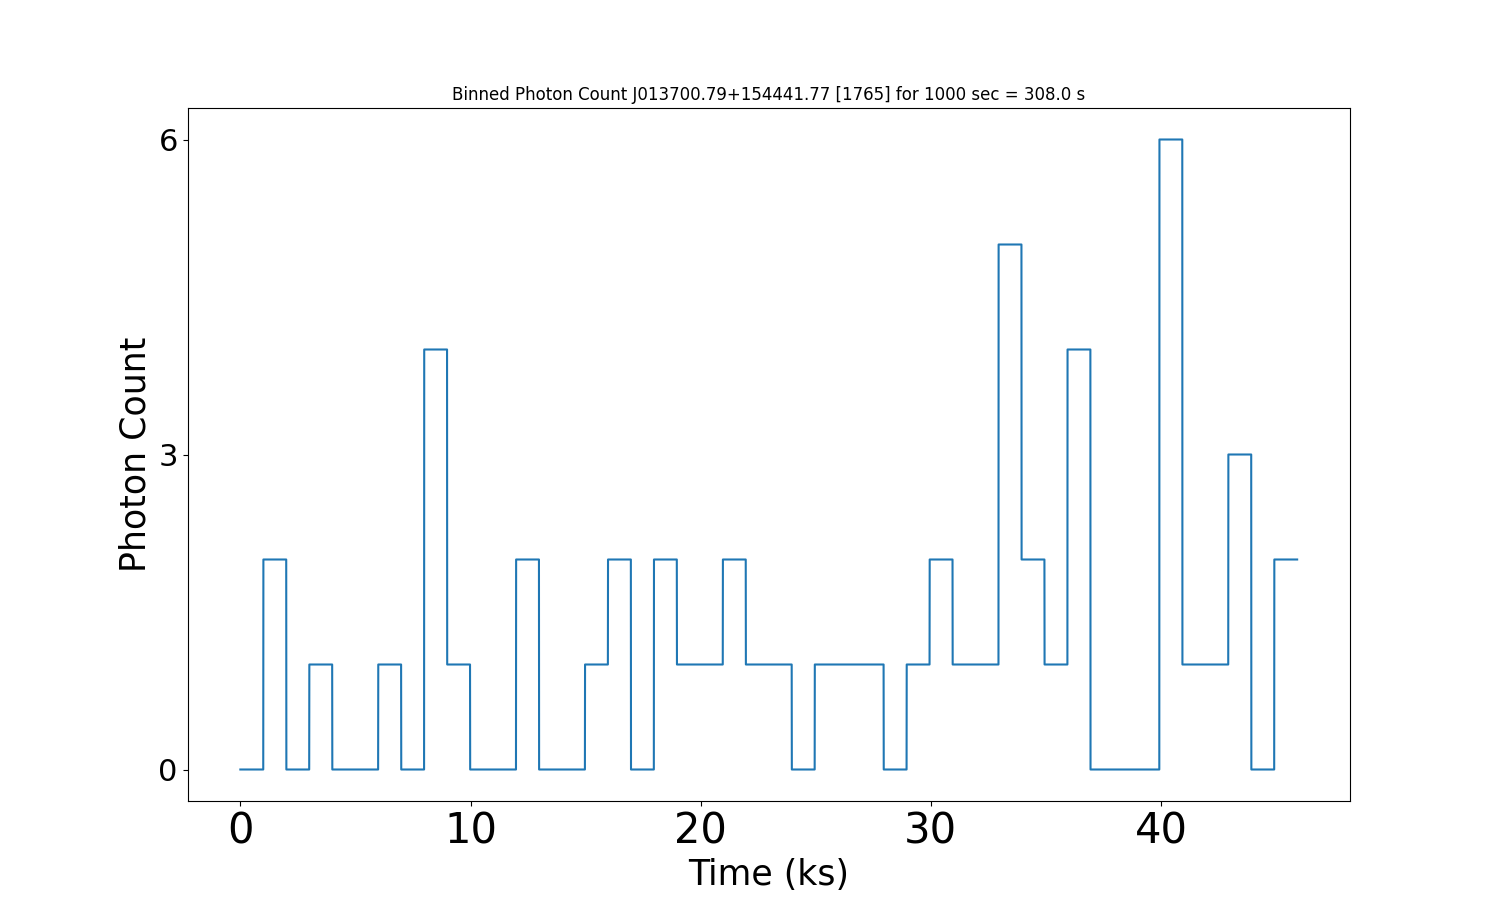 Binned Photon Count J013700.79+154441.77 [1765] for 1000 sec = 308.0 s
6
3
0
Photon Count
0 10 20 30 40
Time (ks)